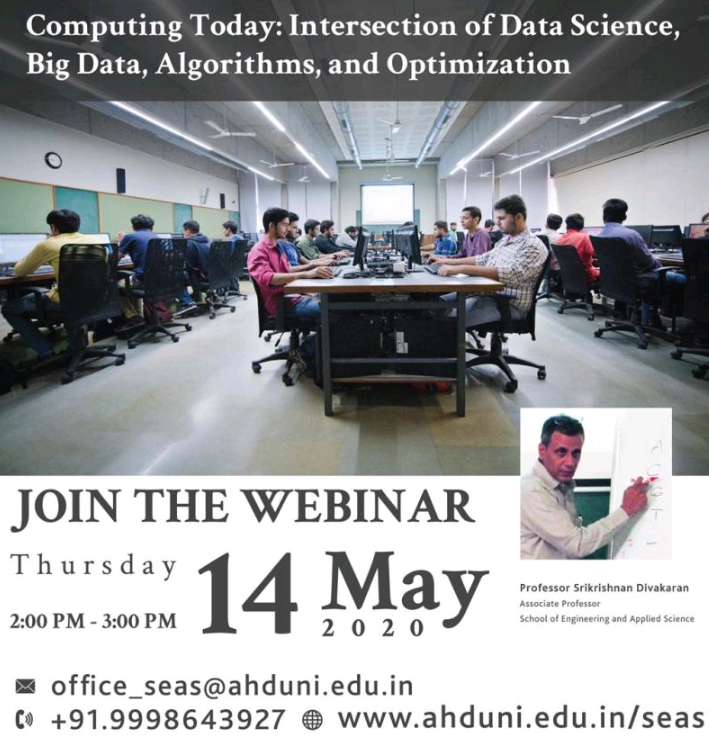 Computing Today: Intersection of Data Science,
Big Data, Algorithms, and Optimization
JOIN THE WEBINAR
Thursday
2:00 PM - 3:00 PM
14 May
2020
Professor Srikrishnan Divakaran
Associate Professor
School of Engineering and Applied Science
office_seas@ahduni.edu.in
+91.9998643927 www.ahduni.edu.in/seas